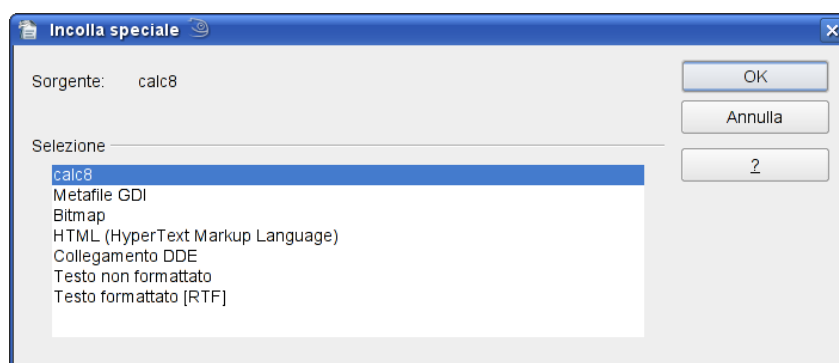 Incolla speciale
Sorgente: calc8
OK
Annulla
?
Selezione
calc8
Metafile GDI
Bitmap
HTML (HyperText Markup Language)
Collegamento DDE
Testo non formattato
Testo formattato [RTF]